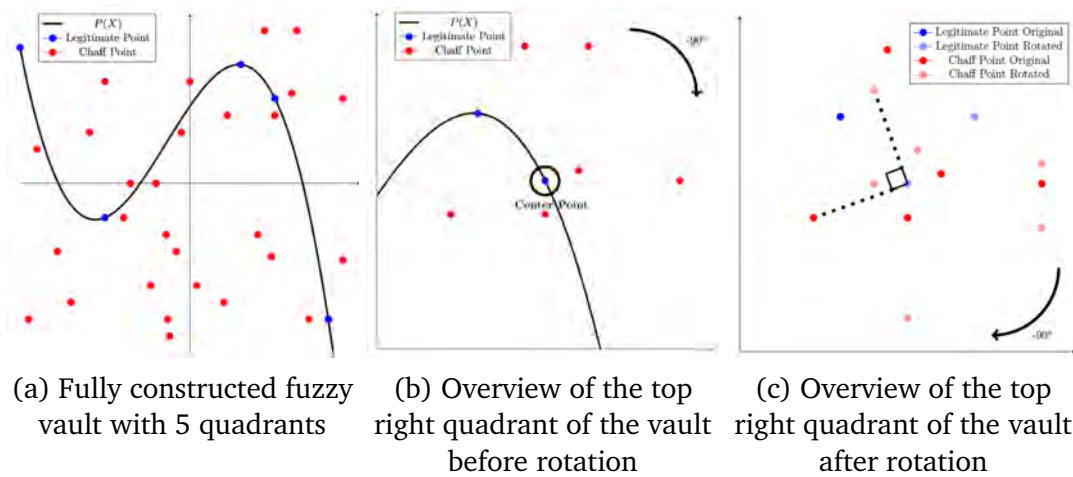 P(X)
Legitimate Point
Chaff Point
P(X)
Legitimate Point
Chaff Point
-90°
Center Point
Legitimate Point Original
Legitimate Point Rotated
Chaff Point Original
Chaff Point Rotated
-90°
(a) Fully constructed fuzzy
vault with 5 quadrants
(b) Overview of the top
right quadrant of the vault
before rotation
(c) Overview of the top
right quadrant of the vault
after rotation